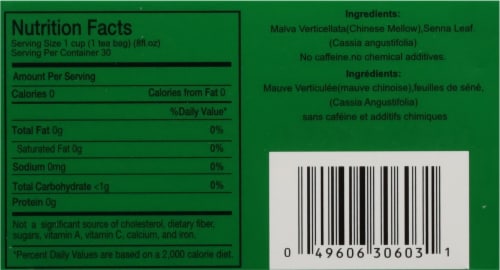 Nutrition Facts
Serving Size 1 cup (1 tea bag) (8fl.oz)
Serving Per Container 30
Amount Per Serving
Calories 0 Calories from Fat 0
%Daily Value*
Total Fat 0g 0%
Saturated Fat 0g 0%
Sodium 0mg 0%
Total Carbohydrate <1g 0%
Protein 0g
Not a significant source of cholesterol, dietary fiber,
sugars, vitamin A, vitamin C, calcium, and iron.
*Percent Daily Values are based on a 2,000 calorie diet.
Ingredients:
Malve Verticellata(Chinese Mellow),Senna Leaf
(Cassia angustifolia)
No caffeine.no chemical additives.
Ingrédients:
Mauve Verticulée(mauve chinoise),feuilles de séné,
(Cassia Angustifolia)
sans caféine et additifs chimiques
0 49606 30603 1